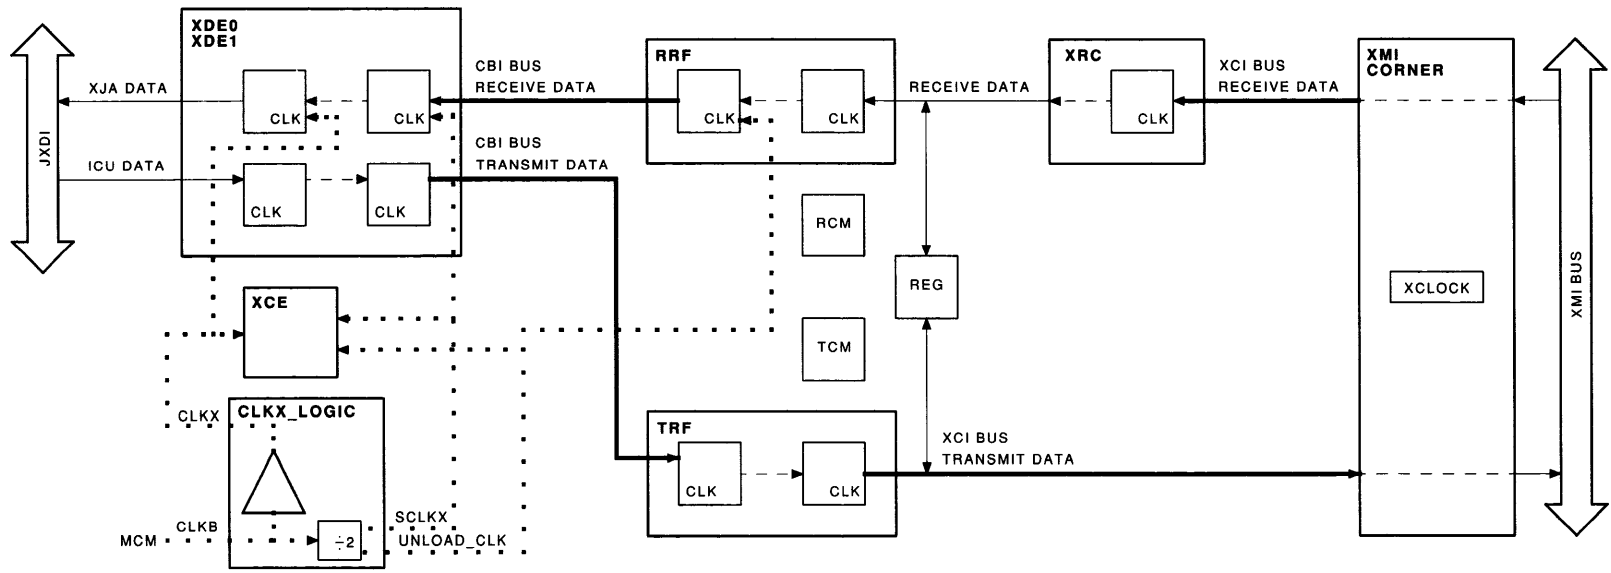 XDE0
XDE1
CLK
CLK
CLK
CLK
XJA DATA
ICU DATA
JXDI
CBI BUS
RECEIVE DATA
CBI BUS
TRANSMIT DATA
RRF
CLK
CLK
RECEIVE DATA
XRC
CLK
XCI BUS
RECEIVE DATA
XMI
CORNER
XCLOCK
XMI BUS
RCM
REG
TCM
XCE
CLKX_LOGIC
CLKX
MCM
CLKB
÷2
SCLKX
UNLOAD_CLK
TRF
CLK
CLK
XCI BUS
TRANSMIT DATA